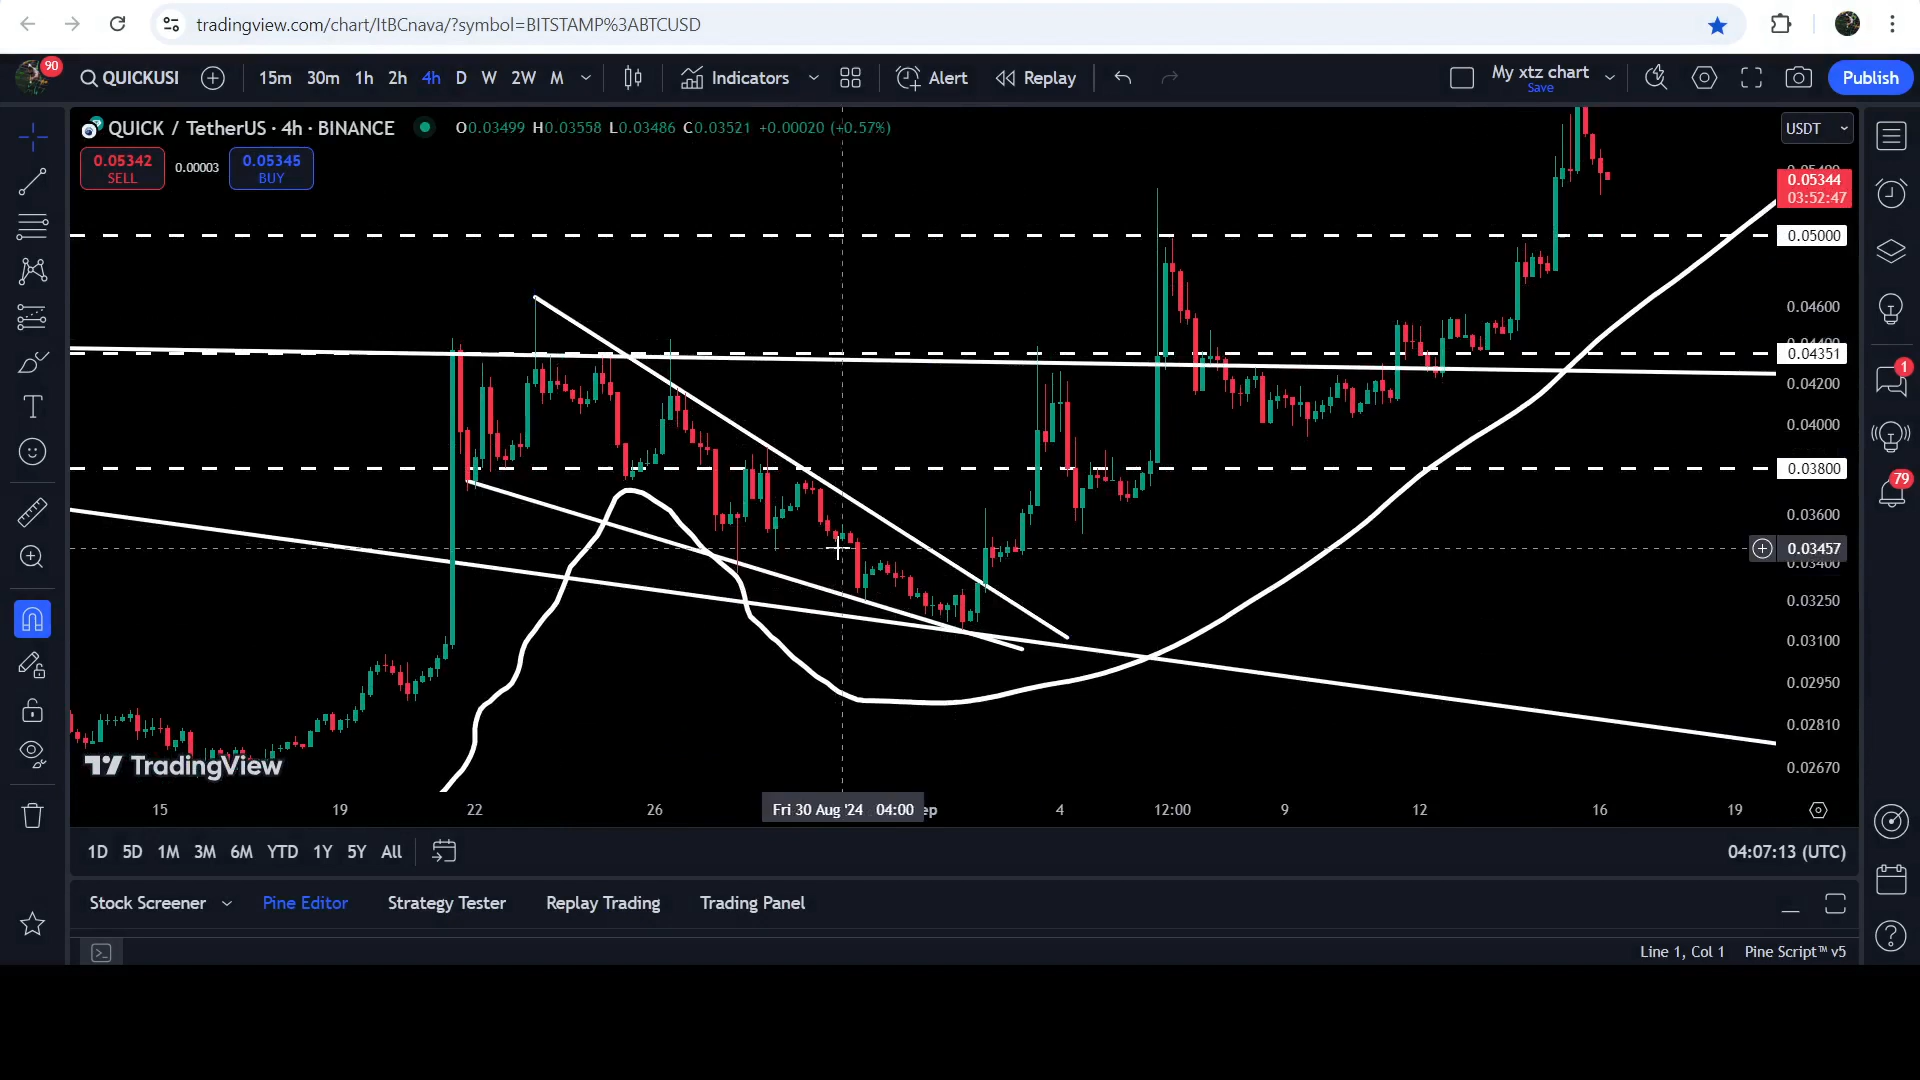 tradingview.com/chart/ItBCnava/?symbol=BITSTAMP%3ABTCUSD
90
QUICKUSI 15m 30m 1h 2h 4h D W 2W M Indicators Alert Replay My xtz chart Save Publish
QUICK / TetherUS · 4h · BINANCE O0.03499 H0.03558 L0.03486 C0.03521 +0.00020 (+0.57%) USDT
0.05342 SELL 0.00003 0.05345 BUY
0.05344
03:52:47
0.05000
0.04600
0.04351
0.04200
0.04000
0.03800
0.03600
0.03457
0.03400
0.03250
0.03100
0.02950
0.02810
0.02670
1
79
TradingView
15 19 22 26 Fri 30 Aug '24 04:00 ep 4 12:00 9 12 16 19
1D 5D 1M 3M 6M YTD 1Y 5Y All 04:07:13 (UTC)
Stock Screener Pine Editor Strategy Tester Replay Trading Trading Panel
Line 1, Col 1 Pine Script™ v5